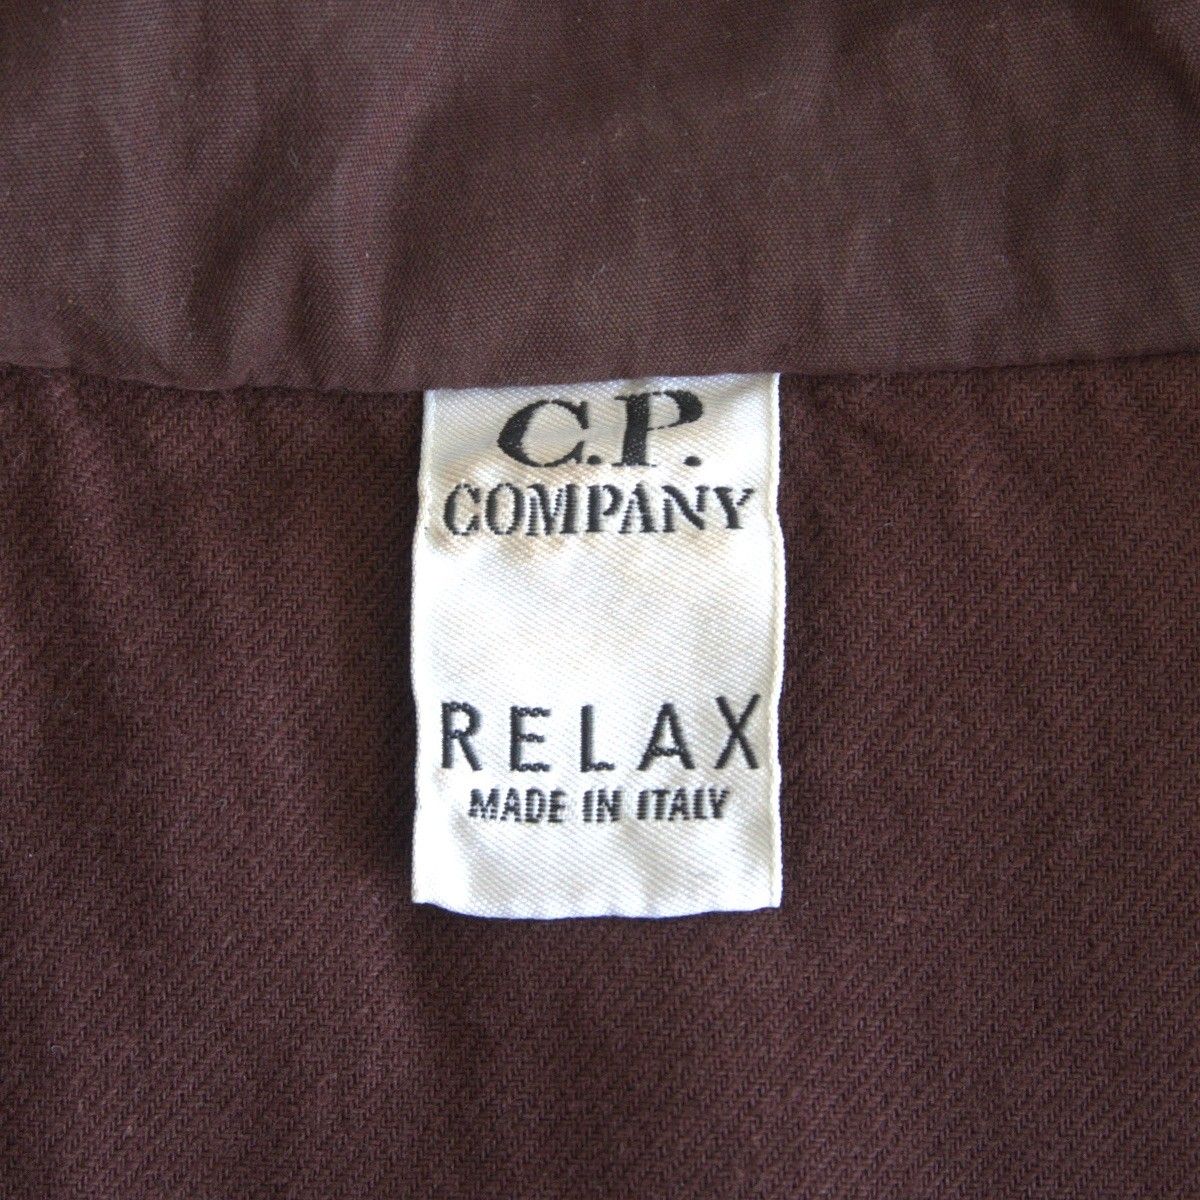 C.P.
COMPANY
RELAX
MADE IN ITALY